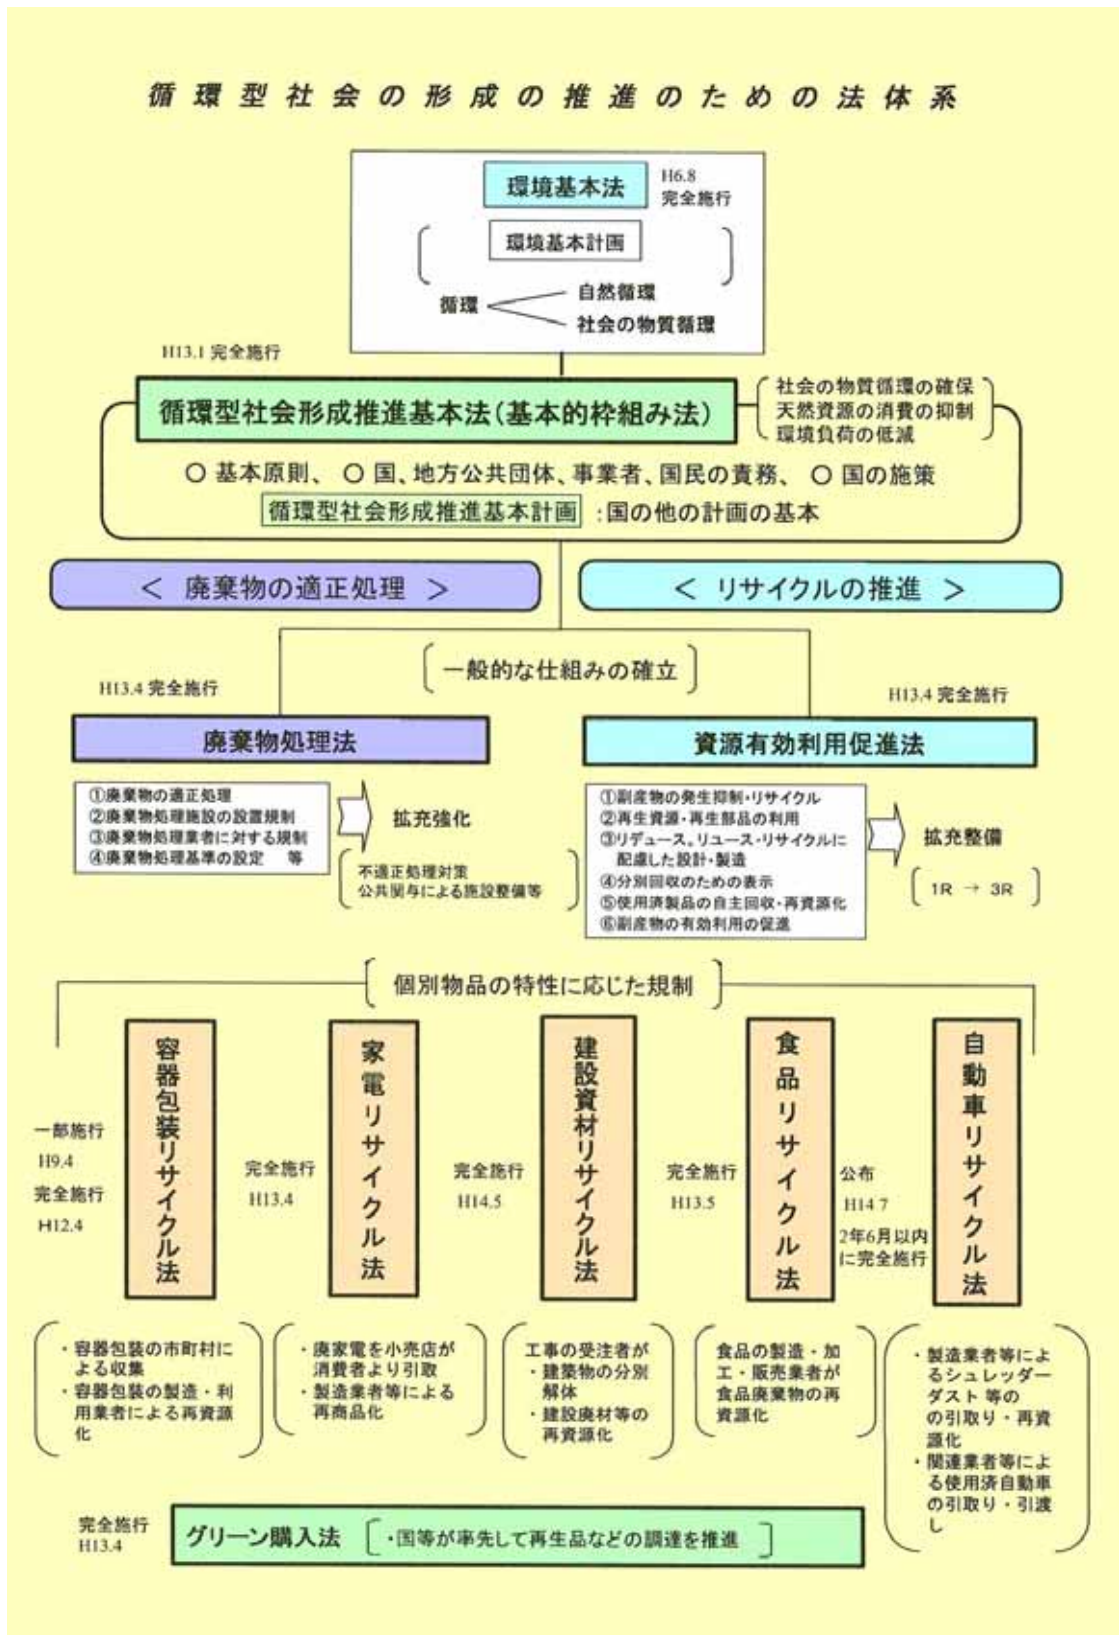 循環型社会の形成の推進のための法体系
環境基本法
H6.8
完全施行
環境基本計画
循環
自然循環
社会の物質循環
H13.1 完全施行
循環型社会形成推進基本法(基本的枠組み法)
社会の物質循環の確保
天然資源の消費の抑制
環境負荷の低減
○ 基本原則、 ○ 国、地方公共団体、事業者、国民の責務、 ○ 国の施策
循環型社会形成推進基本計画 :国の他の計画の基本
< 廃棄物の適正処理 >
< リサイクルの推進 >
一般的な仕組みの確立
H13.4 完全施行
H13.4 完全施行
廃棄物処理法
資源有効利用促進法
①廃棄物の適正処理
②廃棄物処理施設の設置規制
③廃棄物処理業者に対する規制
④廃棄物処理基準の設定 等
拡充強化
不適正処理対策
公共関与による施設整備等
①副産物の発生抑制・リサイクル
②再生資源・再生部品の利用
③リデュース。リユース・リサイクルに
配慮した設計・製造
④分別回収のための表示
⑤使用済製品の自主回収・再資源化
⑥副産物の有効利用の促進
拡充整備
1R → 3R
個別物品の特性に応じた規制
一部施行
H9.4
完全施行
H12.4
容器包装リサイクル法
完全施行
H13.4
家電リサイクル法
完全施行
H14.5
建設資材リサイクル法
完全施行
H13.5
食品リサイクル法
公布
H14 7
2年6月以内
に完全施行
自動車リサイクル法
・容器包装の市町村に
よる収集
・容器包装の製造・利
用業者による再資源
化
・廃家電を小売店が
消費者より引取
・製造業者等による
再商品化
工事の受注者が
・建築物の分別
解体
・建設廃材等の
再資源化
食品の製造・加
工・販売業者が
食品廃棄物の再
資源化
・製造業者等によ
るシュレッダー
ダスト 等の
の引取り・再資
源化
・関連業者等によ
る使用済自動車
の引取り・引渡
し
完全施行
H13.4
グリーン購入法
・国等が率先して再生品などの調達を推進